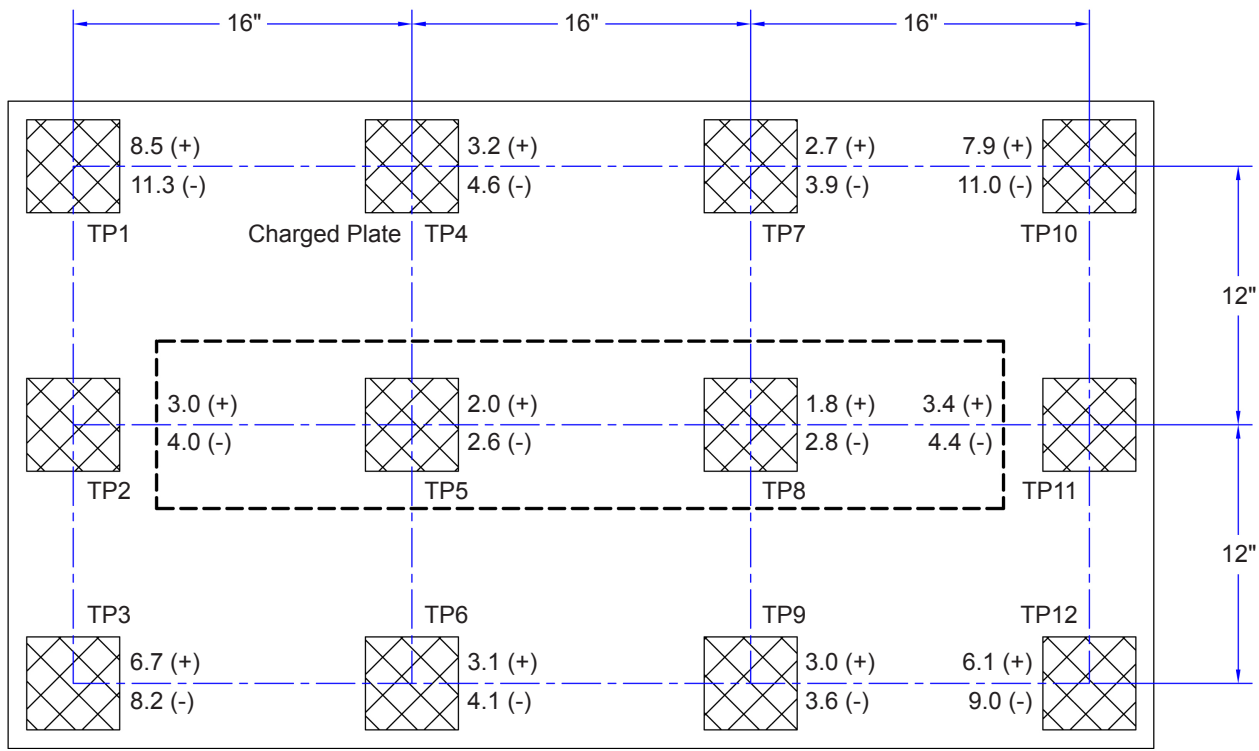 16" 16" 16"
8.5 (+) 3.2 (+) 2.7 (+) 7.9 (+)
11.3 (-) 4.6 (-) 3.9 (-) 11.0 (-)
TP1 Charged Plate TP4 TP7 TP10
12"
3.0 (+) 2.0 (+) 1.8 (+) 3.4 (+)
4.0 (-) 2.6 (-) 2.8 (-) 4.4 (-)
TP2 TP5 TP8 TP11
12"
TP3 TP6 TP9 TP12
6.7 (+) 3.1 (+) 3.0 (+) 6.1 (+)
8.2 (-) 4.1 (-) 3.6 (-) 9.0 (-)